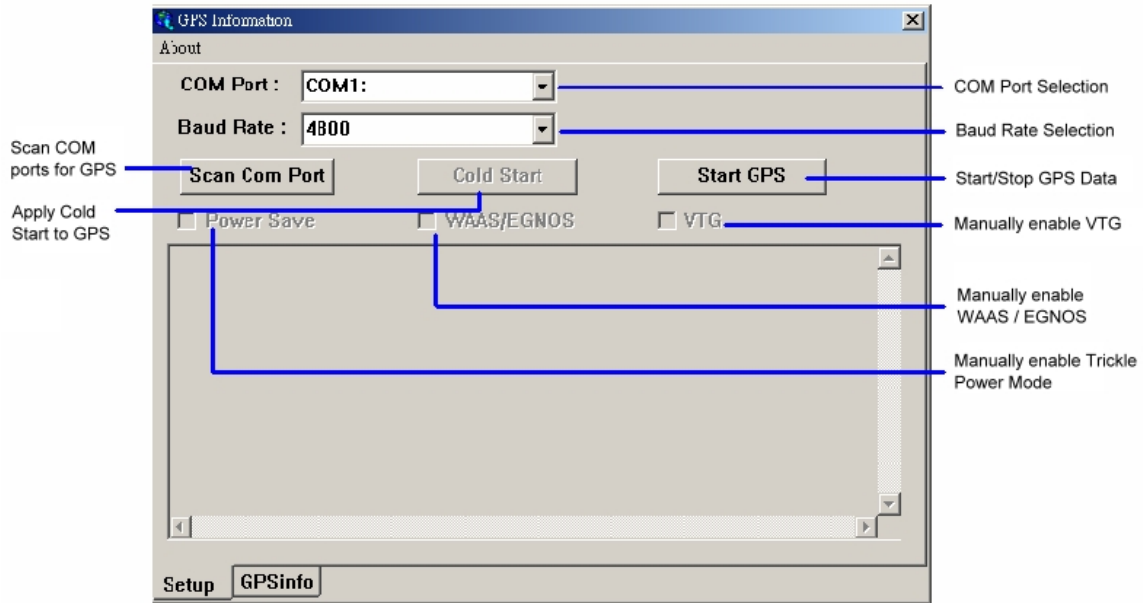 GPS Information
About
COM Port :
COM1:
COM Port Selection
Baud Rate :
4800
Baud Rate Selection
Scan COM
ports for GPS
Scan Com Port
Cold Start
Start GPS
Start/Stop GPS Data
Apply Cold
Start to GPS
Power Save
WAAS/EGNOS
VTG
Manually enable VTG
Manually enable
WAAS / EGNOS
Manually enable Trickle
Power Mode
Setup
GPSinfo